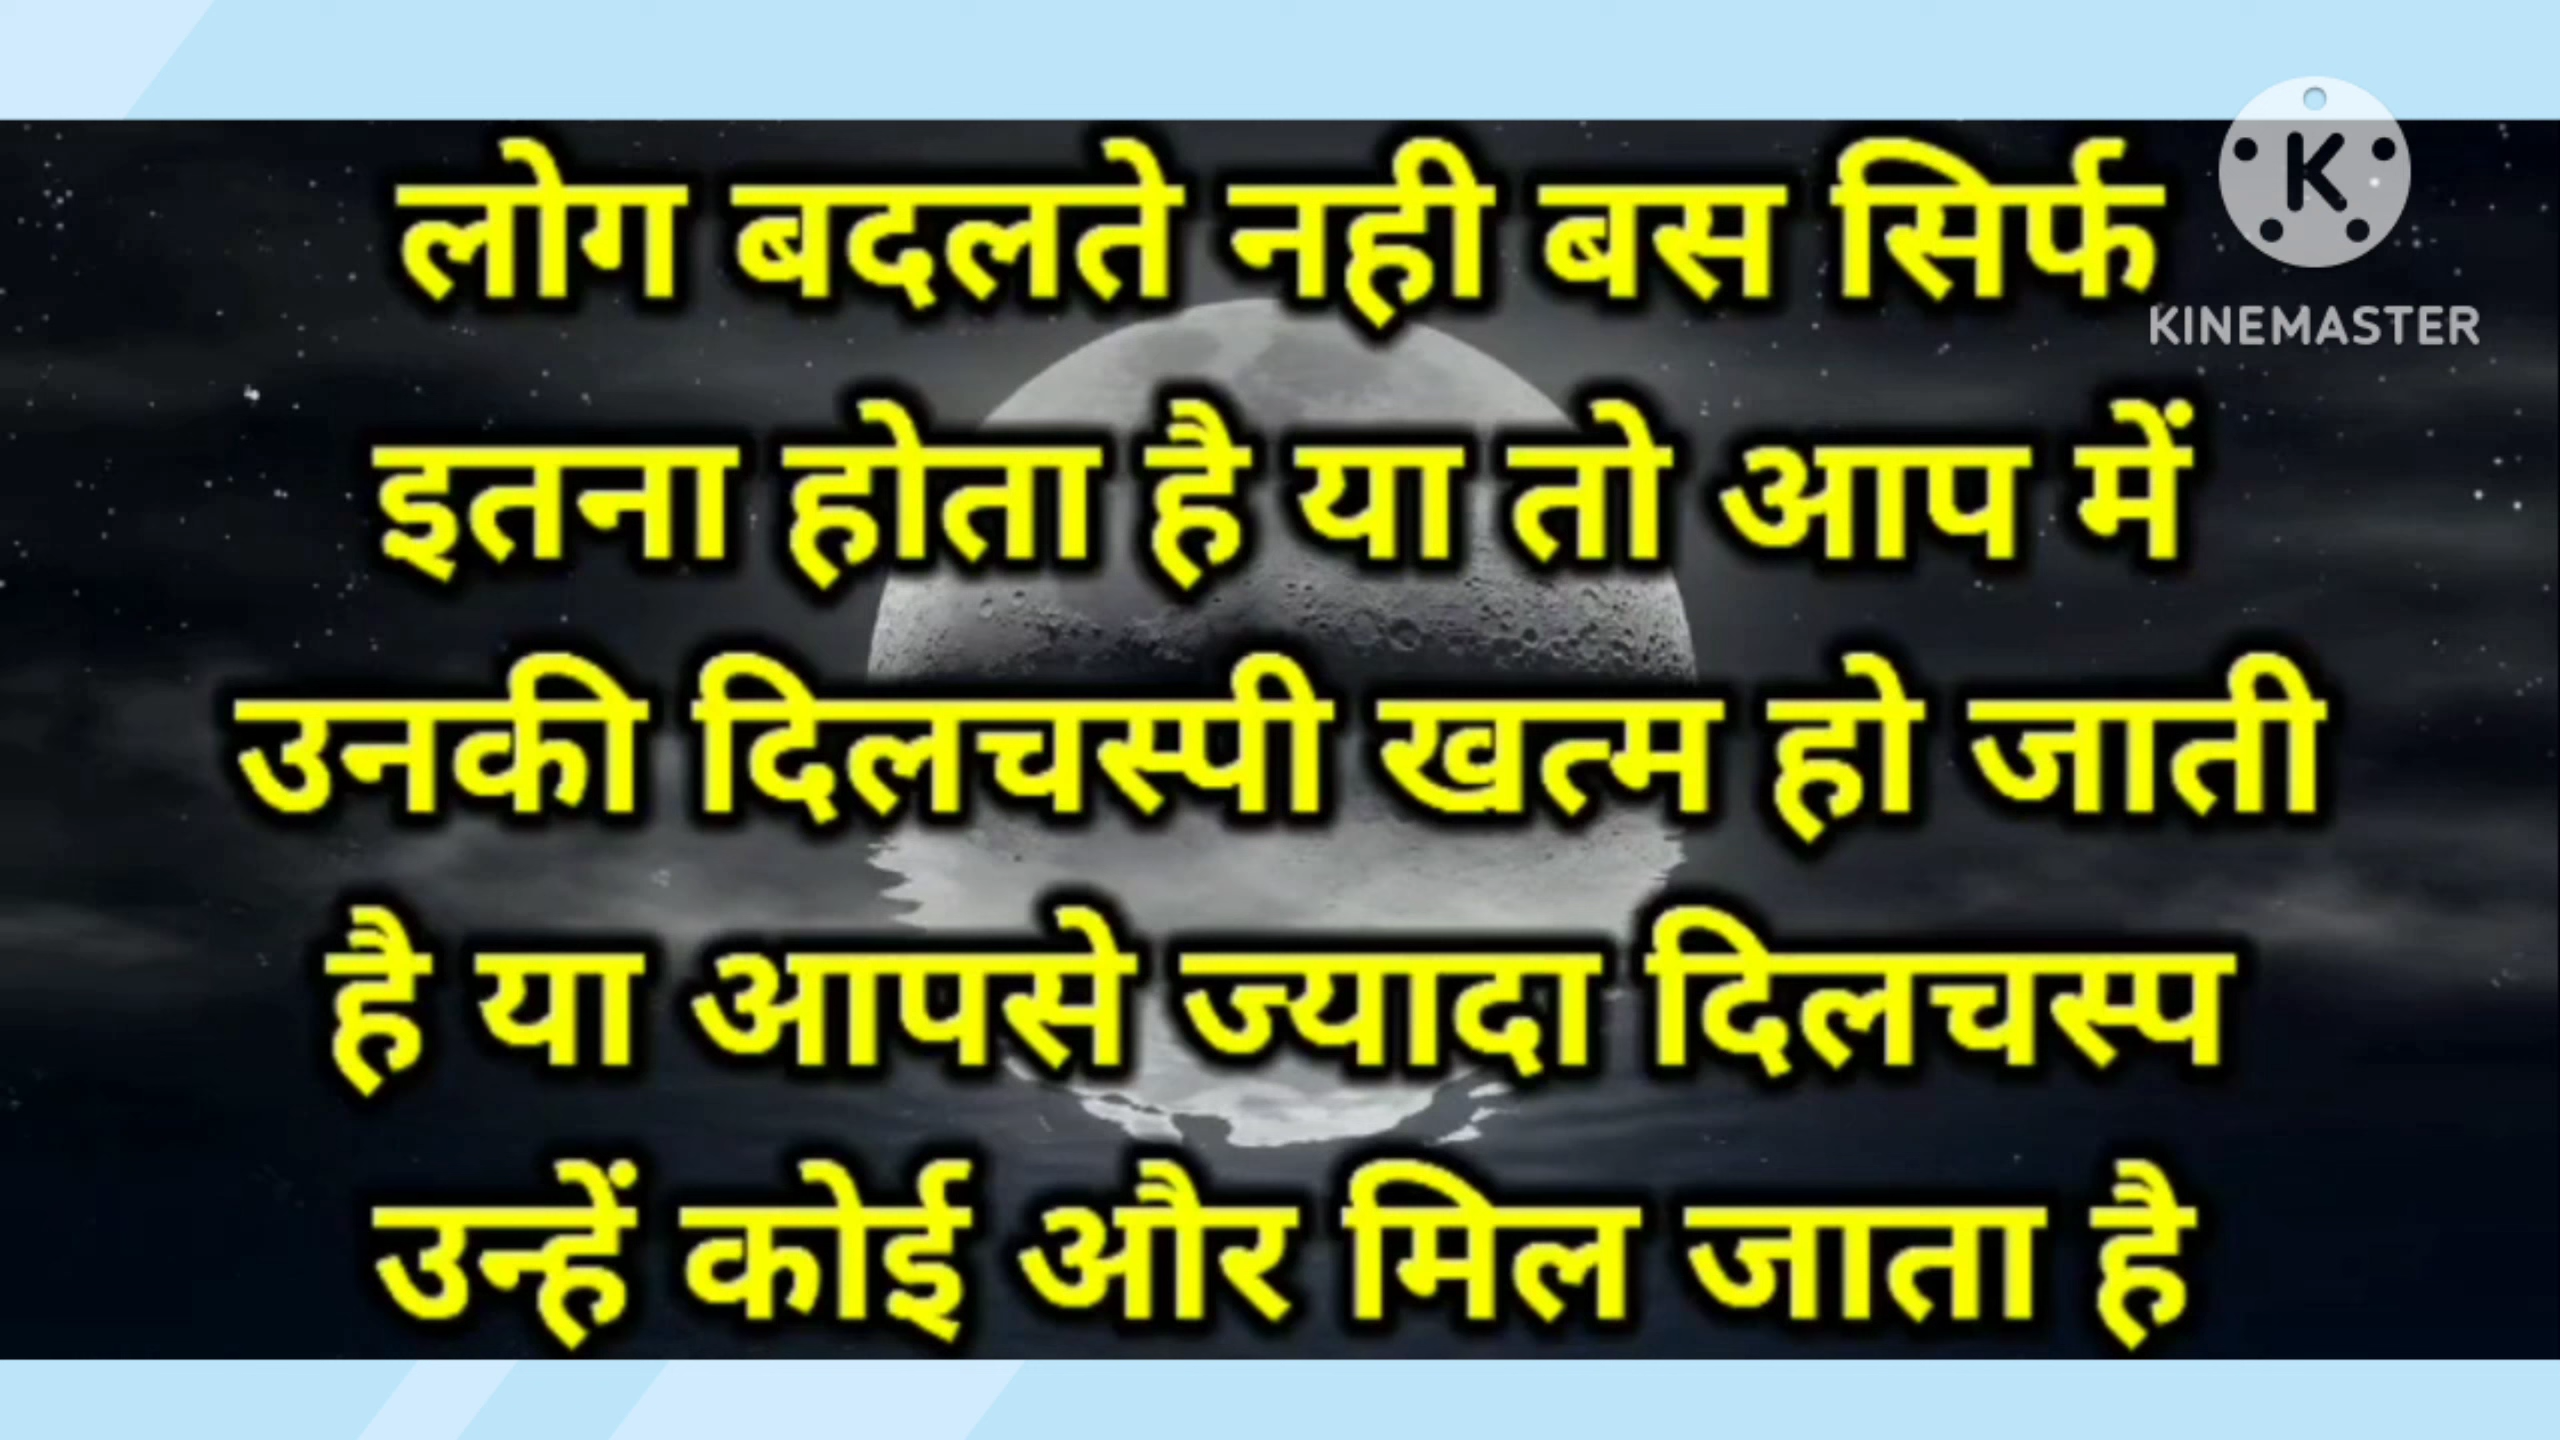 लोग बदलते नही बस सिर्फ
इतना होता है या तो आप में
उनकी दिलचस्पी खत्म हो जाती
है या आपसे ज्यादा दिलचस्प
उन्हें कोई और मिल जाता है
K
KINEMASTER